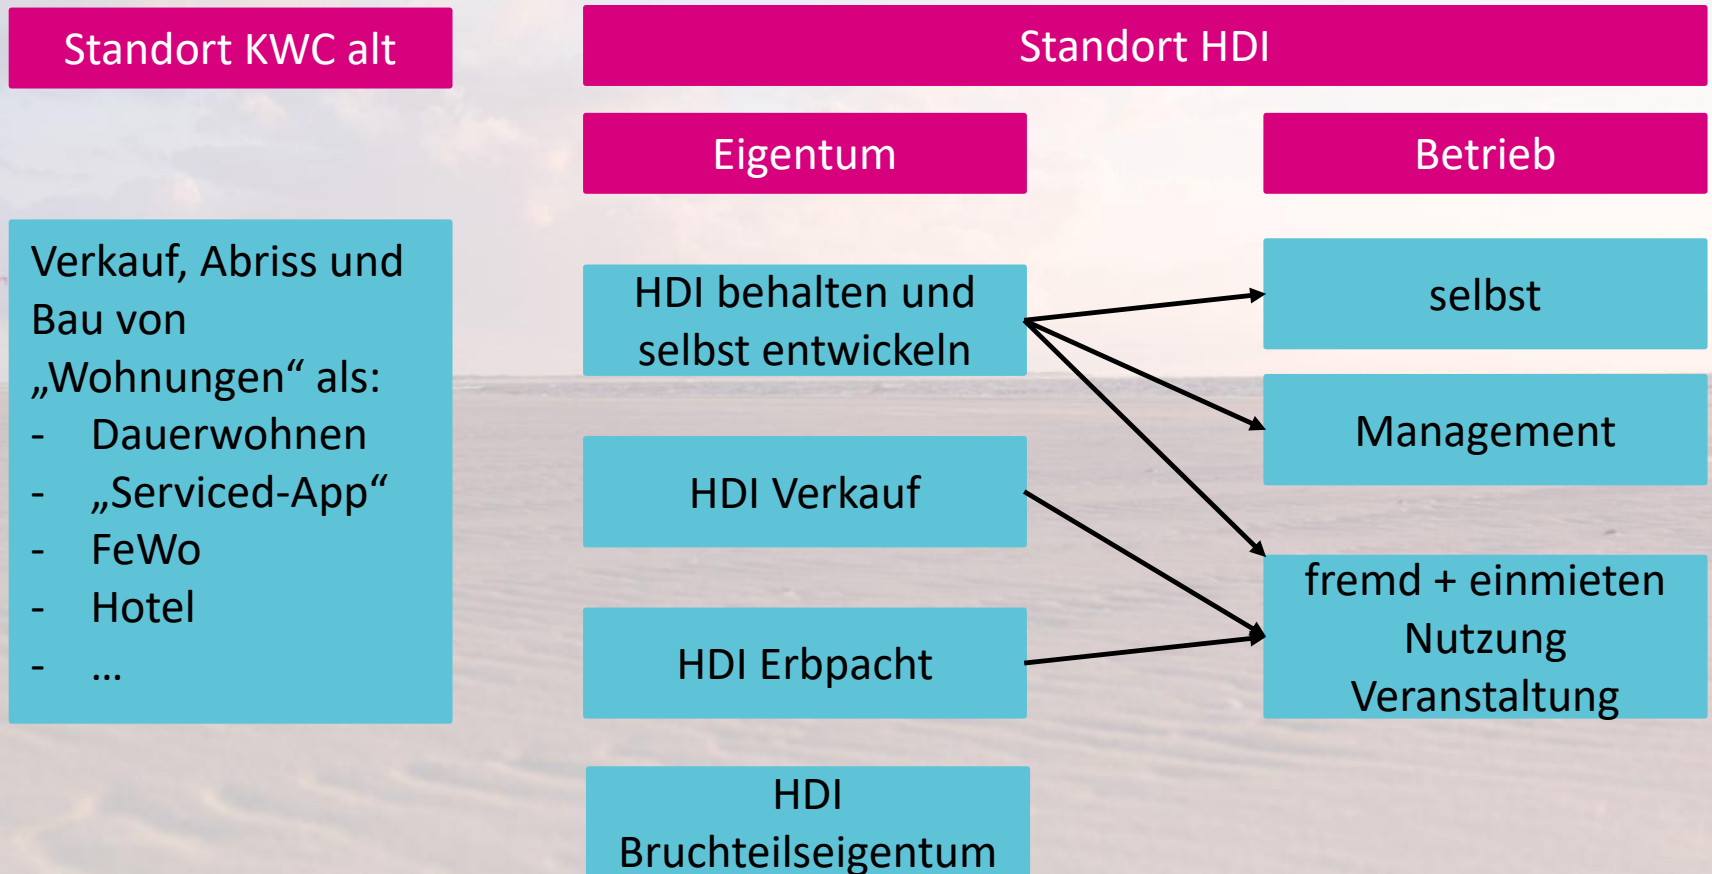 Standort KWC alt
Standort HDI
Eigentum
Betrieb
Verkauf, Abriss und
Bau von
„Wohnungen“ als:
- Dauerwohnen
- „Serviced-App“
- FeWo
- Hotel
- …
HDI behalten und
selbst entwickeln
HDI Verkauf
HDI Erbpacht
HDI
Bruchteilseigentum
selbst
Management
fremd + einmieten
Nutzung
Veranstaltung